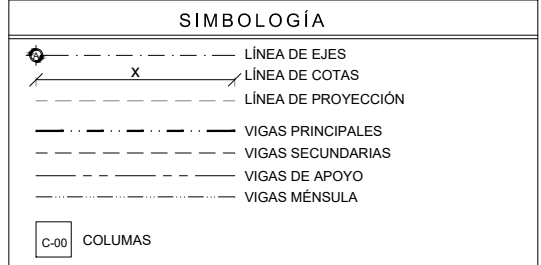 SIMBOLOGÍA
A LÍNEA DE EJES
X LÍNEA DE COTAS
LÍNEA DE PROYECCIÓN
VIGAS PRINCIPALES
VIGAS SECUNDARIAS
VIGAS DE APOYO
VIGAS MÉNSULA
C-00 COLUMAS